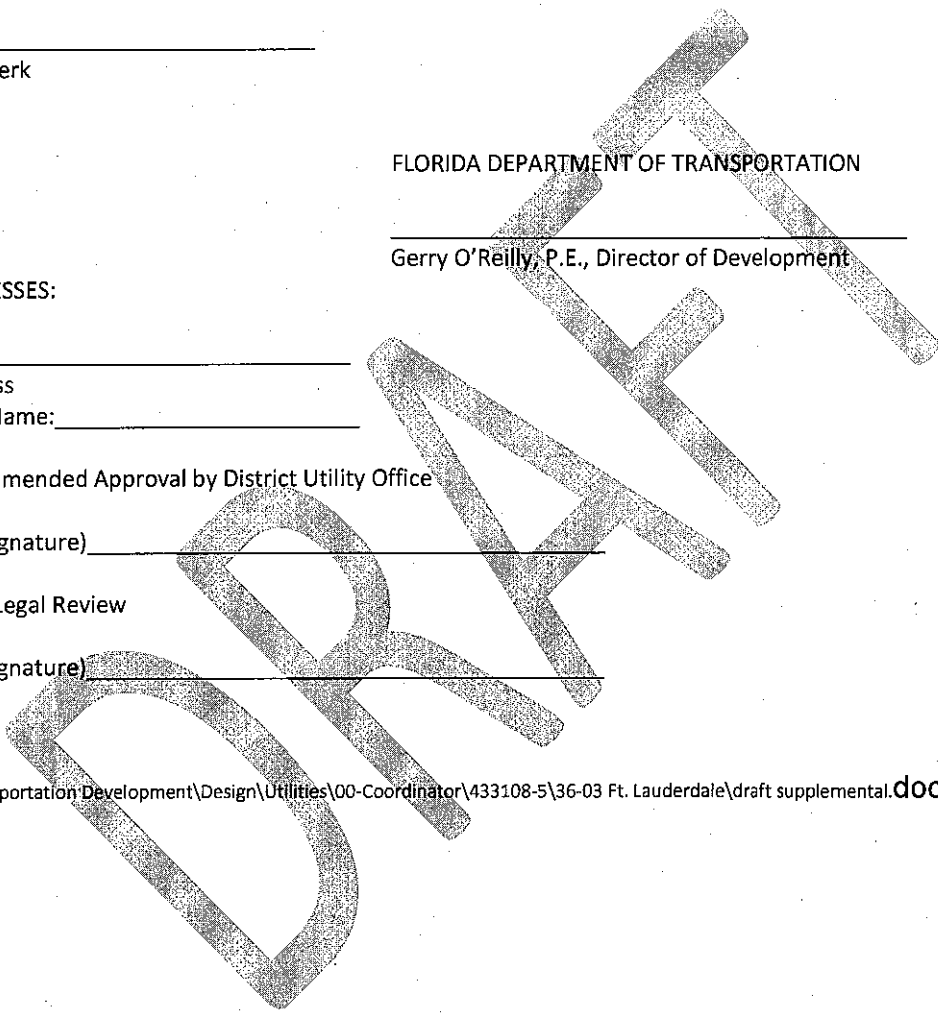 erk
FLORIDA DEPARTMENT OF TRANSPORTATION
Gerry O'Reilly, P.E., Director of Development
ESSES:
ss
Name:
mended Approval by District Utility Office
gnature)
Legal Review
gnature)
portation Development\Design\Utilities\00-Coordinator\433108-5\36-03 Ft. Lauderdale\draft supplemental.doc
DRAFT